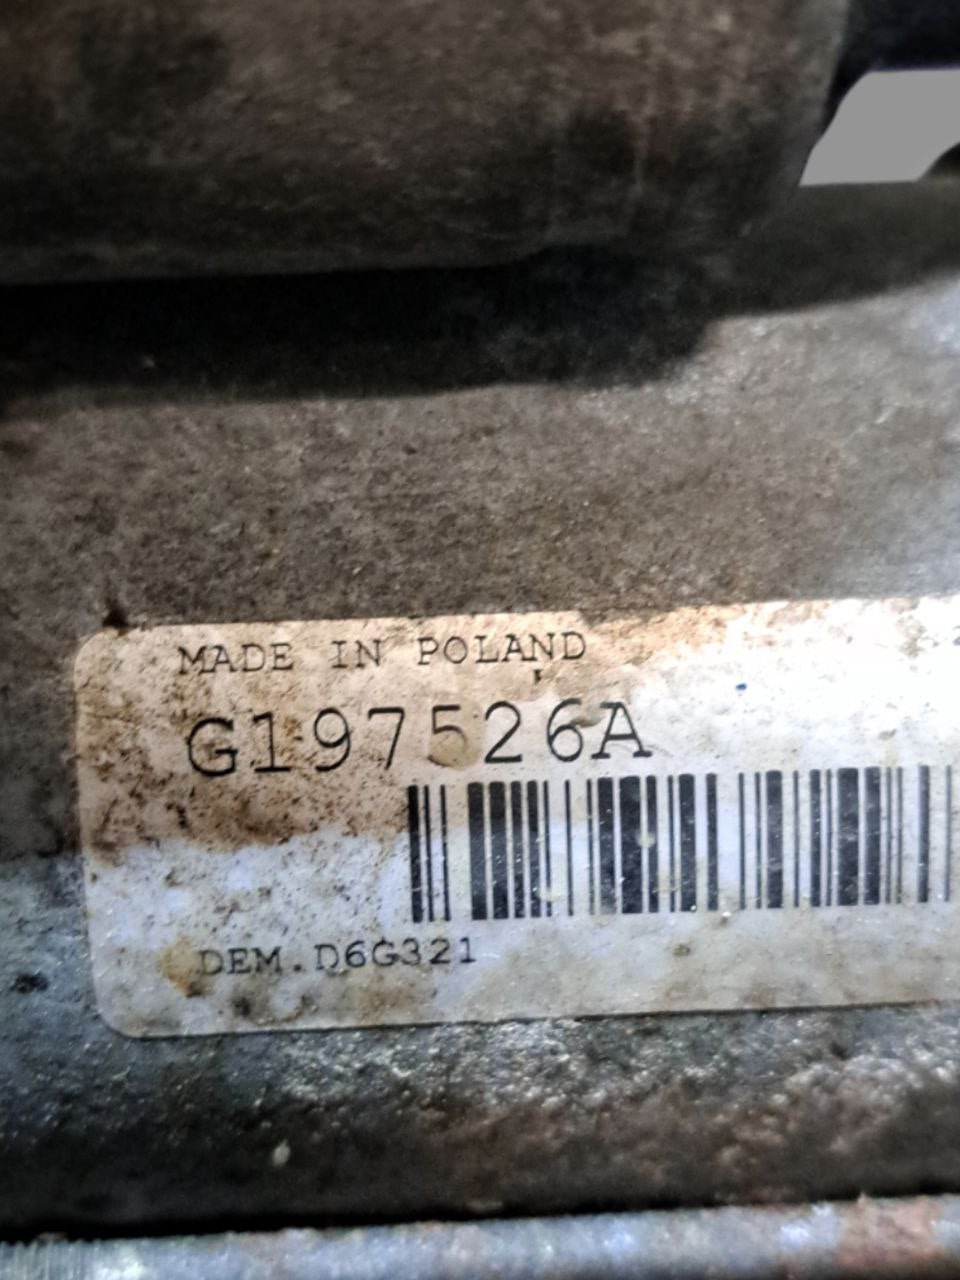 MADE IN POLAND
G197526A
DEM.D6G321